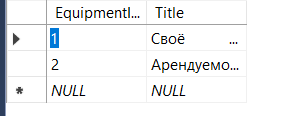 EquipmentI... Title
1 Своё ...
2 Арендуемо...
NULL NULL